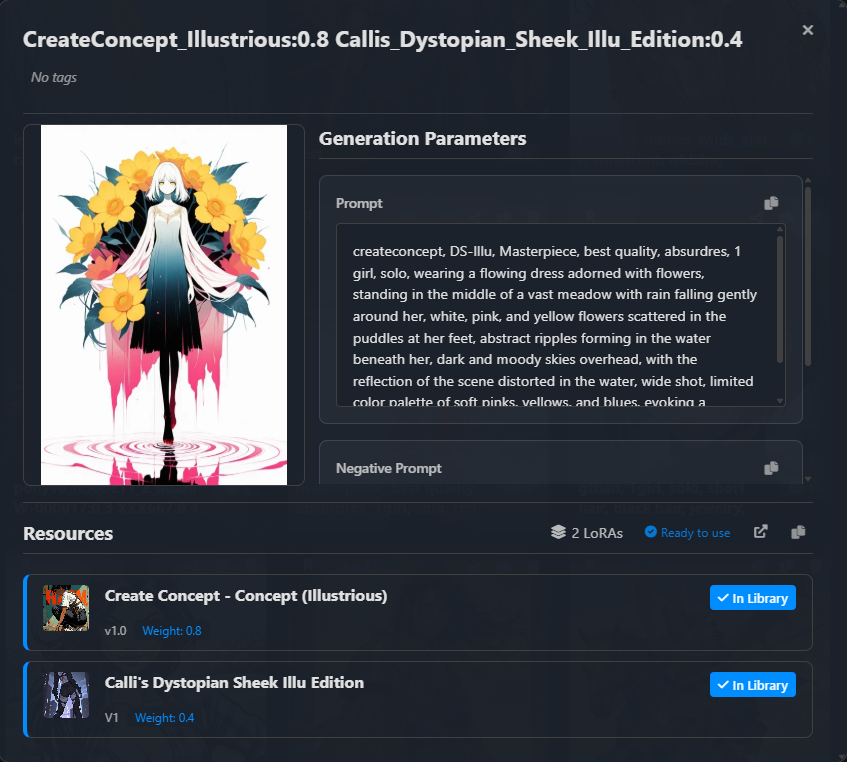 CreateConcept_Illustrious:0.8 Callis_Dystopian_Sheek_Illu_Edition:0.4
No tags
Generation Parameters
Prompt
createconcept, DS-Illu, Masterpiece, best quality, absurdres, 1
girl, solo, wearing a flowing dress adorned with flowers,
standing in the middle of a vast meadow with rain falling gently
around her, white, pink, and yellow flowers scattered in the
puddles at her feet, abstract ripples forming in the water
beneath her, dark and moody skies overhead, with the
reflection of the scene distorted in the water, wide shot, limited
color palette of soft pinks, yellows, and blues, evoking a
Negative Prompt
Resources
2 LoRAs
Ready to use
Create Concept - Concept (Illustrious)
In Library
v1.0 Weight: 0.8
Calli's Dystopian Sheek Illu Edition
In Library
V1 Weight: 0.4